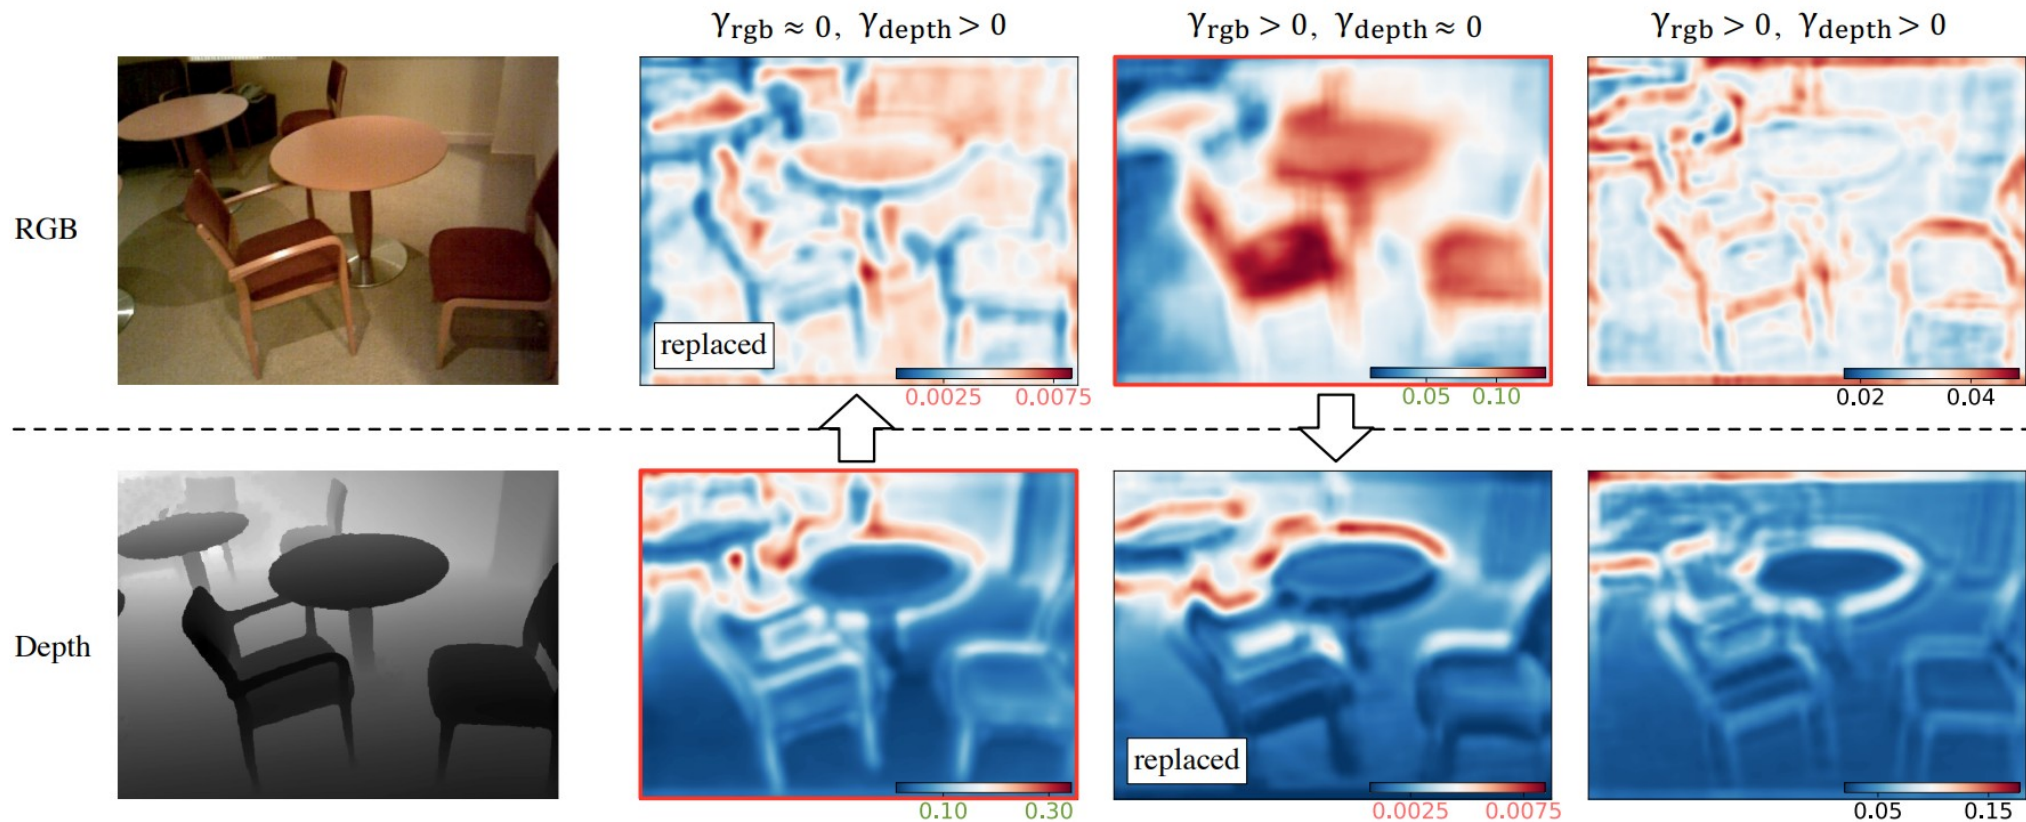 γrgb ≈ 0, γdepth > 0
γrgb > 0, γdepth ≈ 0
γrgb > 0, γdepth > 0
RGB
replaced
0.0025 0.0075
0.05 0.10
0.02 0.04
Depth
0.10 0.30
replaced
0.0025 0.0075
0.05 0.15